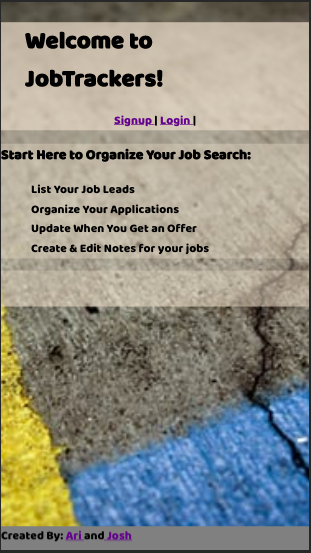 Welcome to
JobTrackers!
Signup | Login |
Start Here to Organize Your Job Search:
List Your Job Leads
Organize Your Applications
Update When You Get an Offer
Create & Edit Notes for your jobs
Created By: Ari and Josh